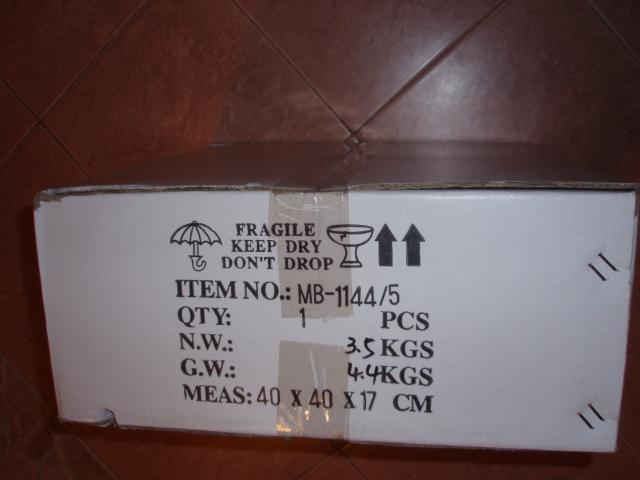 FRAGILE
KEEP DRY
DON'T DROP
ITEM NO.: MB-1144/5
QTY: 1 PCS
N.W.: 3.5 KGS
G.W.: 4.4 KGS
MEAS: 40 X 40 X 17 CM